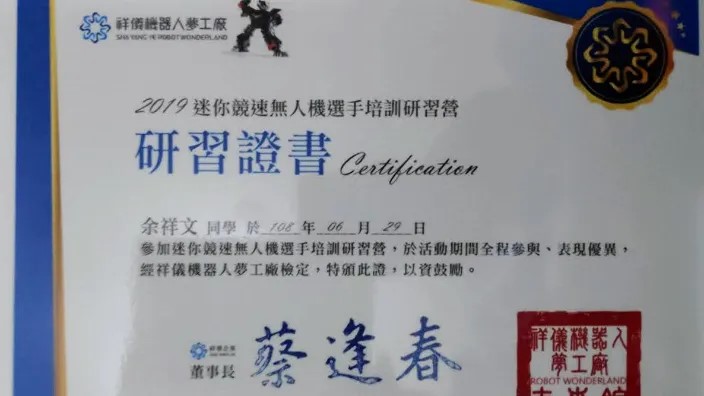 祥儀機器人夢工廠
SHAYANG YE ROBOT WONDERLAND
2019 迷你競速無人機選手培訓研習營
研習證書 Certification
余祥文 同學 於 108 年 06 月 29 日
參加迷你競速無人機選手培訓研習營，於活動期間全程參與、表現優異，
經祥儀機器人夢工廠檢定，特頒此證，以資鼓勵。
祥儀企業
董事長 蔡逢春
祥儀機器人
夢工廠
ROBOT WONDERLAND